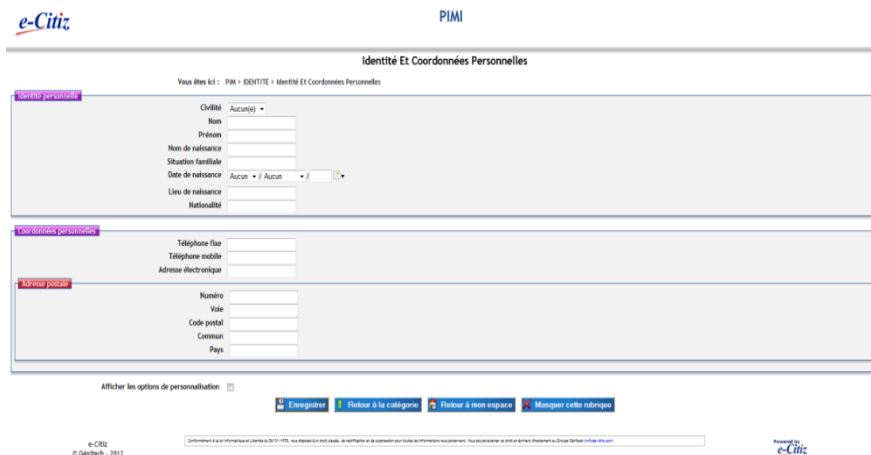 e-Citiz
PIMI
Identité Et Coordonnées Personnelles
Vous êtes ici : PIM > IDENTITE > Identité Et Coordonnées Personnelles
Identité personnelle
Civilité Aucun(e)
Nom
Prénom
Nom de naissance
Situation familiale
Date de naissance Aucun / Aucun /
Lieu de naissance
Nationalité
Coordonnées personnelles
Téléphone fixe
Téléphone mobile
Adresse électronique
Adresse postale
Numéro
Voie
Code postal
Commun
Pays
Afficher les options de personnalisation
Enregistrer Retour à la catégorie Retour à mon espace Masquer cette rubrique
e-Citiz
© Génitech - 2012
Powered by
e-Citiz